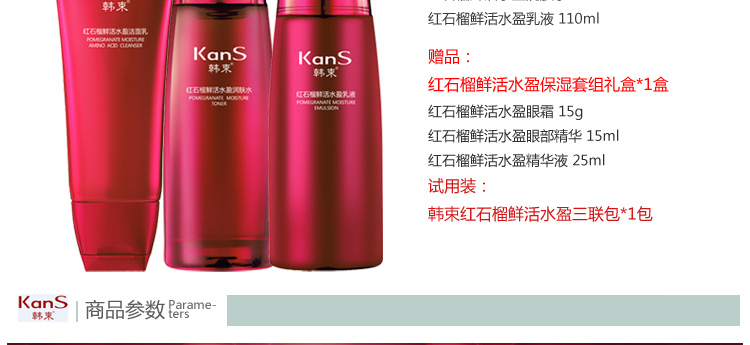 韩束
红石榴鲜活水盈洁面乳
POMEGRANATE MOISTURE
AMINO ACID CLEANSER
KanS
韩束
红石榴鲜活水盈润肤水
POMEGRANATE MOISTURE
TONER
KanS
韩束
红石榴鲜活水盈乳液
POMEGRANATE MOISTURE
EMULSION
红石榴鲜活水盈乳液 110ml
赠品：
红石榴鲜活水盈保湿套组礼盒*1盒
红石榴鲜活水盈眼霜 15g
红石榴鲜活水盈眼部精华 15ml
红石榴鲜活水盈精华液 25ml
试用装：
韩束红石榴鲜活水盈三联包*1包
KanS
韩束
商品参数
Parame-
ters